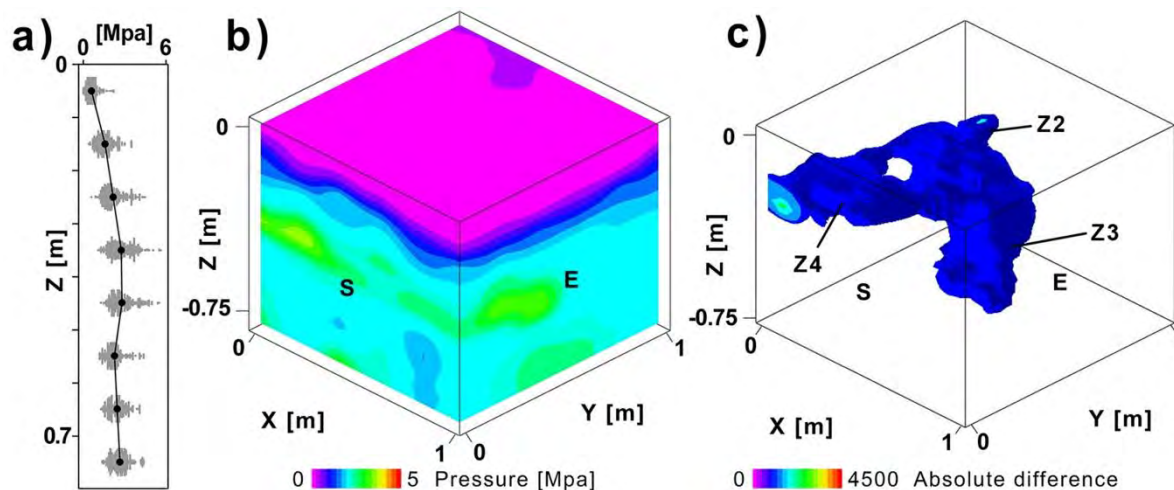 a)
[Mpa]
0 6
0
Z [m]
0.7
b)
0
Z [m]
-0.75
S
E
0
X [m]
1 0
Y [m]
1
0 5 Pressure [Mpa]
c)
0
Z [m]
-0.75
Z2
Z3
Z4
S
E
0
X [m]
1 0
Y [m]
1
0 4500 Absolute difference